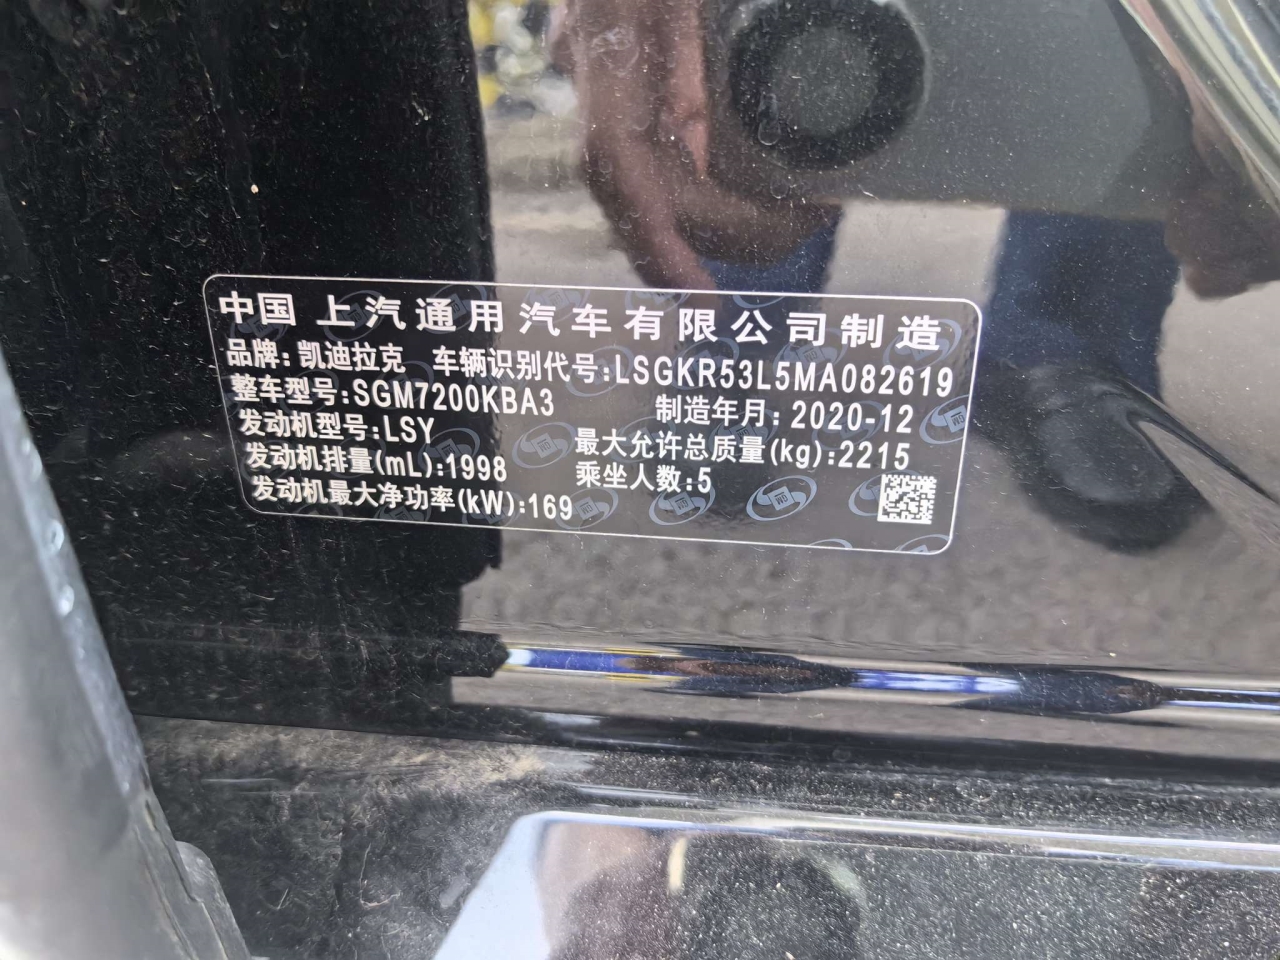 中国 上汽通用汽车有限公司制造
品牌:凯迪拉克 车辆识别代号:LSGKR53L5MA082619
整车型号:SGM7200KBA3 制造年月:2020-12
发动机型号:LSY 最大允许总质量(kg):2215
发动机排量(mL):1998 乘坐人数:5
发动机最大净功率(kW):169